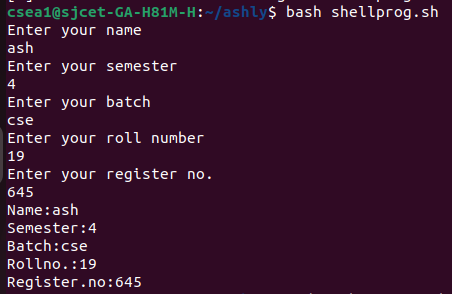 csea1@sjcet-GA-H81M-H:~/ashly$ bash shellprog.sh
Enter your name
ash
Enter your semester
4
Enter your batch
cse
Enter your roll number
19
Enter your register no.
645
Name:ash
Semester:4
Batch:cse
Rollno.:19
Register.no:645